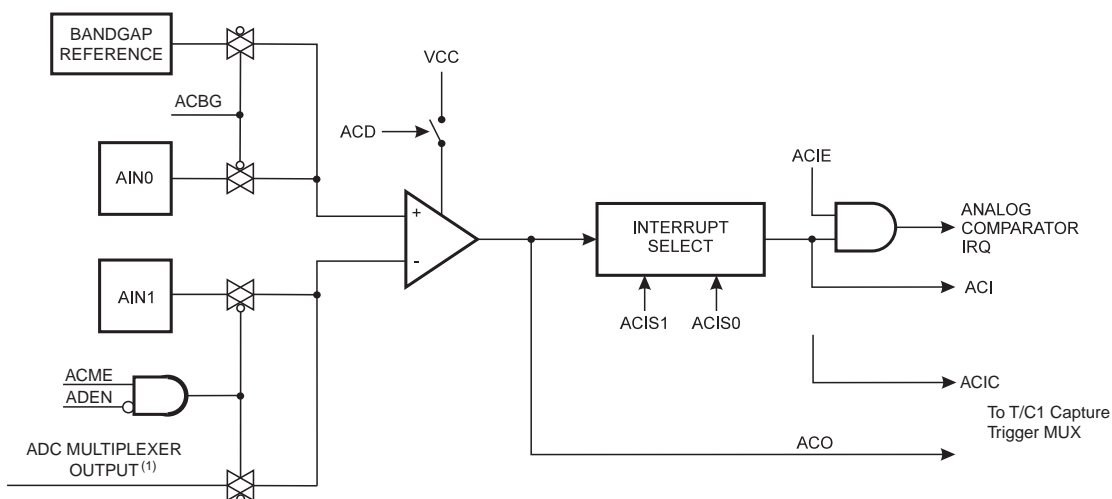 BANDGAP
REFERENCE
VCC
ACBG
ACD
AIN0
ACIE
+
INTERRUPT
SELECT
ANALOG
COMPARATOR
IRQ
-
AIN1
ACI
ACIS1
ACIS0
ACME
ADEN
ACIC
To T/C1 Capture
Trigger MUX
ACO
ADC MULTIPLEXER
OUTPUT (1)